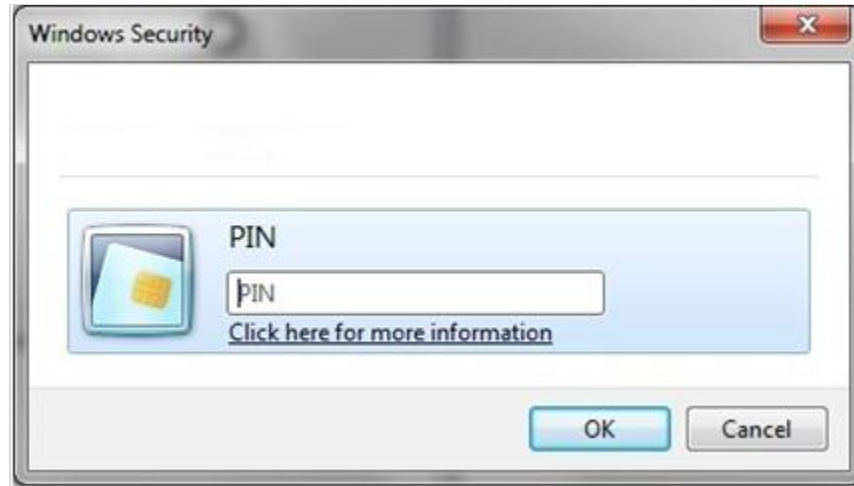 Windows Security
PIN
PIN
Click here for more information
OK
Cancel